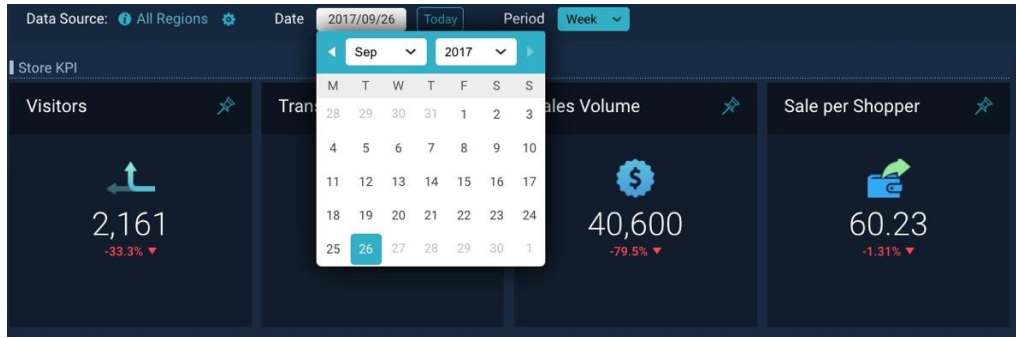 Data Source: All Regions Date 2017/09/26 Today Period Week
Sep 2017
Store KPI
M T W T F S S
28 29 30 31 1 2 3
4 5 6 7 8 9 10
11 12 13 14 15 16 17
18 19 20 21 22 23 24
25 26 27 28 29 30 1
Visitors
2,161
-33.3% ▼
Trans
ales Volume
$
40,600
-79.5% ▼
Sale per Shopper
60.23
-1.31% ▼